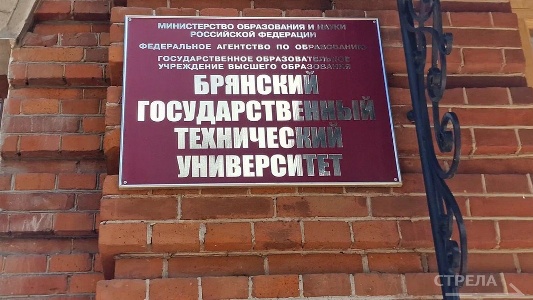 МИНИСТЕРСТВО ОБРАЗОВАНИЯ И НАУКИ
РОССИЙСКОЙ ФЕДЕРАЦИИ
ФЕДЕРАЛЬНОЕ АГЕНТСТВО ПО ОБРАЗОВАНИЮ
ГОСУДАРСТВЕННОЕ ОБРАЗОВАТЕЛЬНОЕ
УЧРЕЖДЕНИЕ ВЫСШЕГО ОБРАЗОВАНИЯ
БРЯНСКИЙ
ГОСУДАРСТВЕННЫЙ
ТЕХНИЧЕСКИЙ
УНИВЕРСИТЕТ
СТРЕЛА